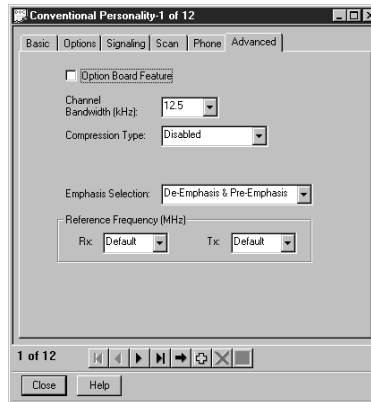 Conventional Personality-1 of 12
Basic Options Signaling Scan Phone Advanced
Option Board Feature
Channel
Bandwidth (kHz): 12.5
Compression Type: Disabled
Emphasis Selection: De-Emphasis & Pre-Emphasis
Reference Frequency (MHz)
Rx: Default Tx: Default
1 of 12
Close Help